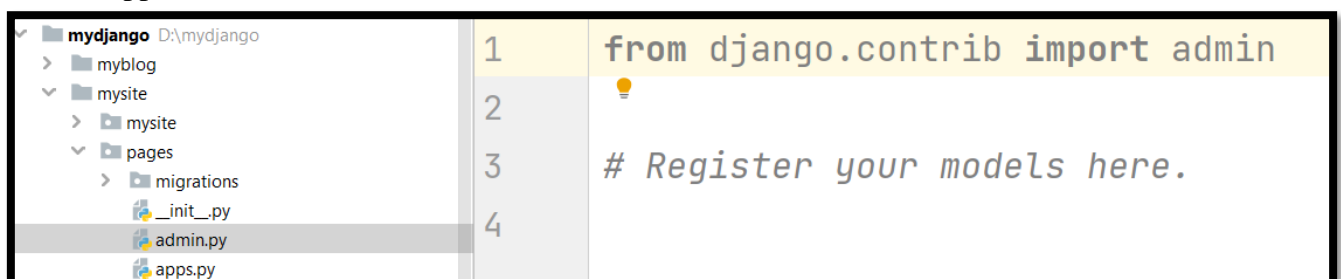 mydjango D:\mydjango
myblog
mysite
mysite
pages
migrations
__init__.py
admin.py
apps.py
1 from django.contrib import admin
2
3 # Register your models here.
4